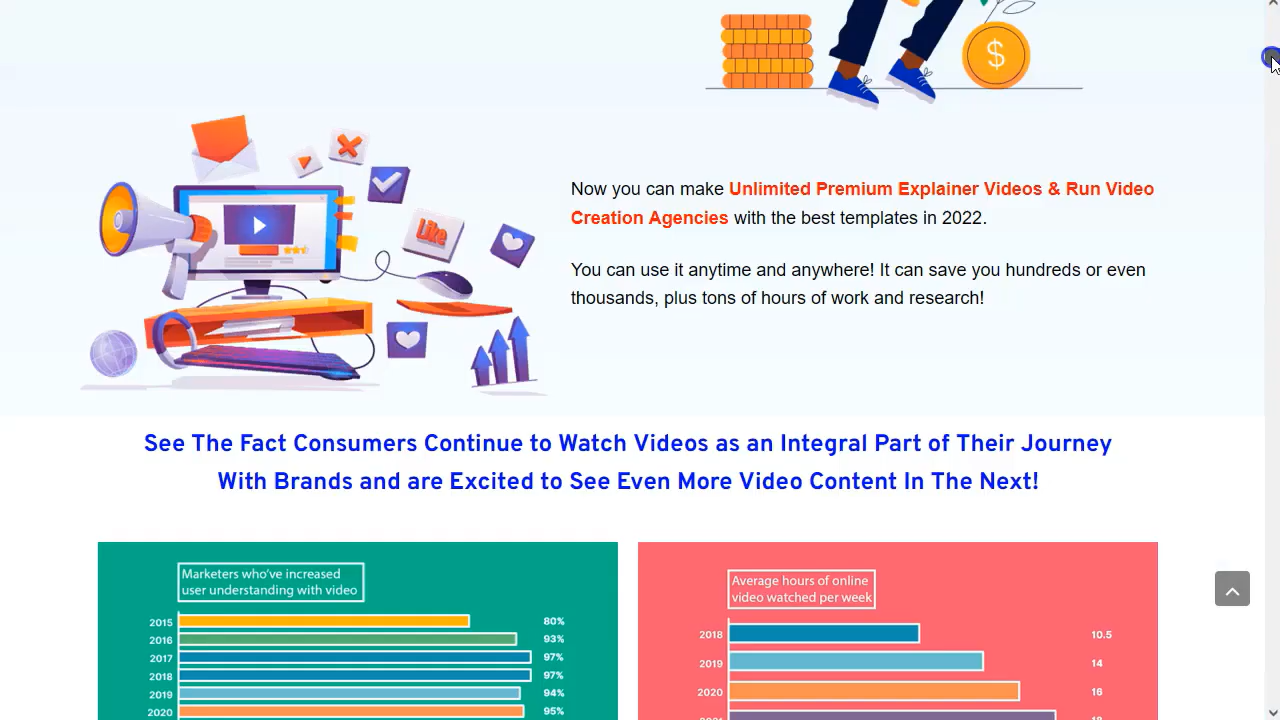 $
Like
Now you can make Unlimited Premium Explainer Videos & Run Video
Creation Agencies with the best templates in 2022.
You can use it anytime and anywhere! It can save you hundreds or even
thousands, plus tons of hours of work and research!
See The Fact Consumers Continue to Watch Videos as an Integral Part of Their Journey
With Brands and are Excited to See Even More Video Content In The Next!
Marketers who've increased
user understanding with video
2015 80%
2016 93%
2017 97%
2018 97%
2019 94%
2020 95%
Average hours of online
video watched per week
2018 10.5
2019 14
2020 16